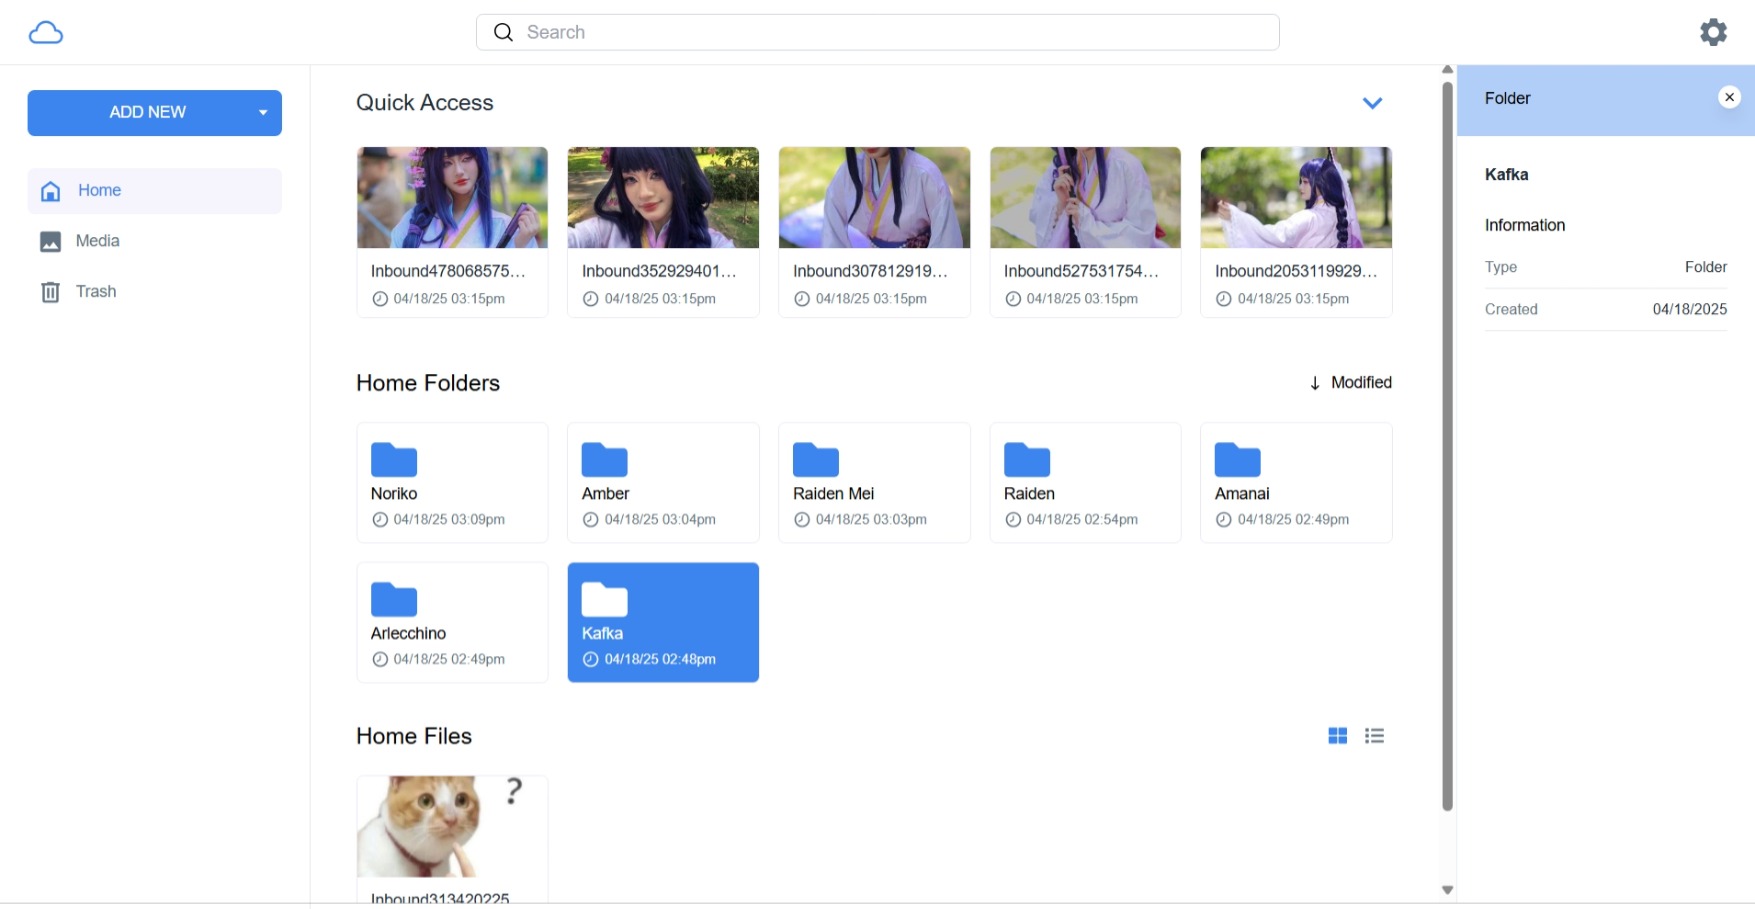 Search
ADD NEW
Home
Media
Trash
Quick Access
Inbound478068575...
04/18/25 03:15pm
Inbound352929401...
04/18/25 03:15pm
Inbound307812919...
04/18/25 03:15pm
Inbound527531754...
04/18/25 03:15pm
Inbound2053119929...
04/18/25 03:15pm
Home Folders
Modified
Noriko
04/18/25 03:09pm
Amber
04/18/25 03:04pm
Raiden Mei
04/18/25 03:03pm
Raiden
04/18/25 02:54pm
Amanai
04/18/25 02:49pm
Arlecchino
04/18/25 02:49pm
Kafka
04/18/25 02:48pm
Home Files
?
Inbound313420225
Folder
Kafka
Information
Type Folder
Created 04/18/2025